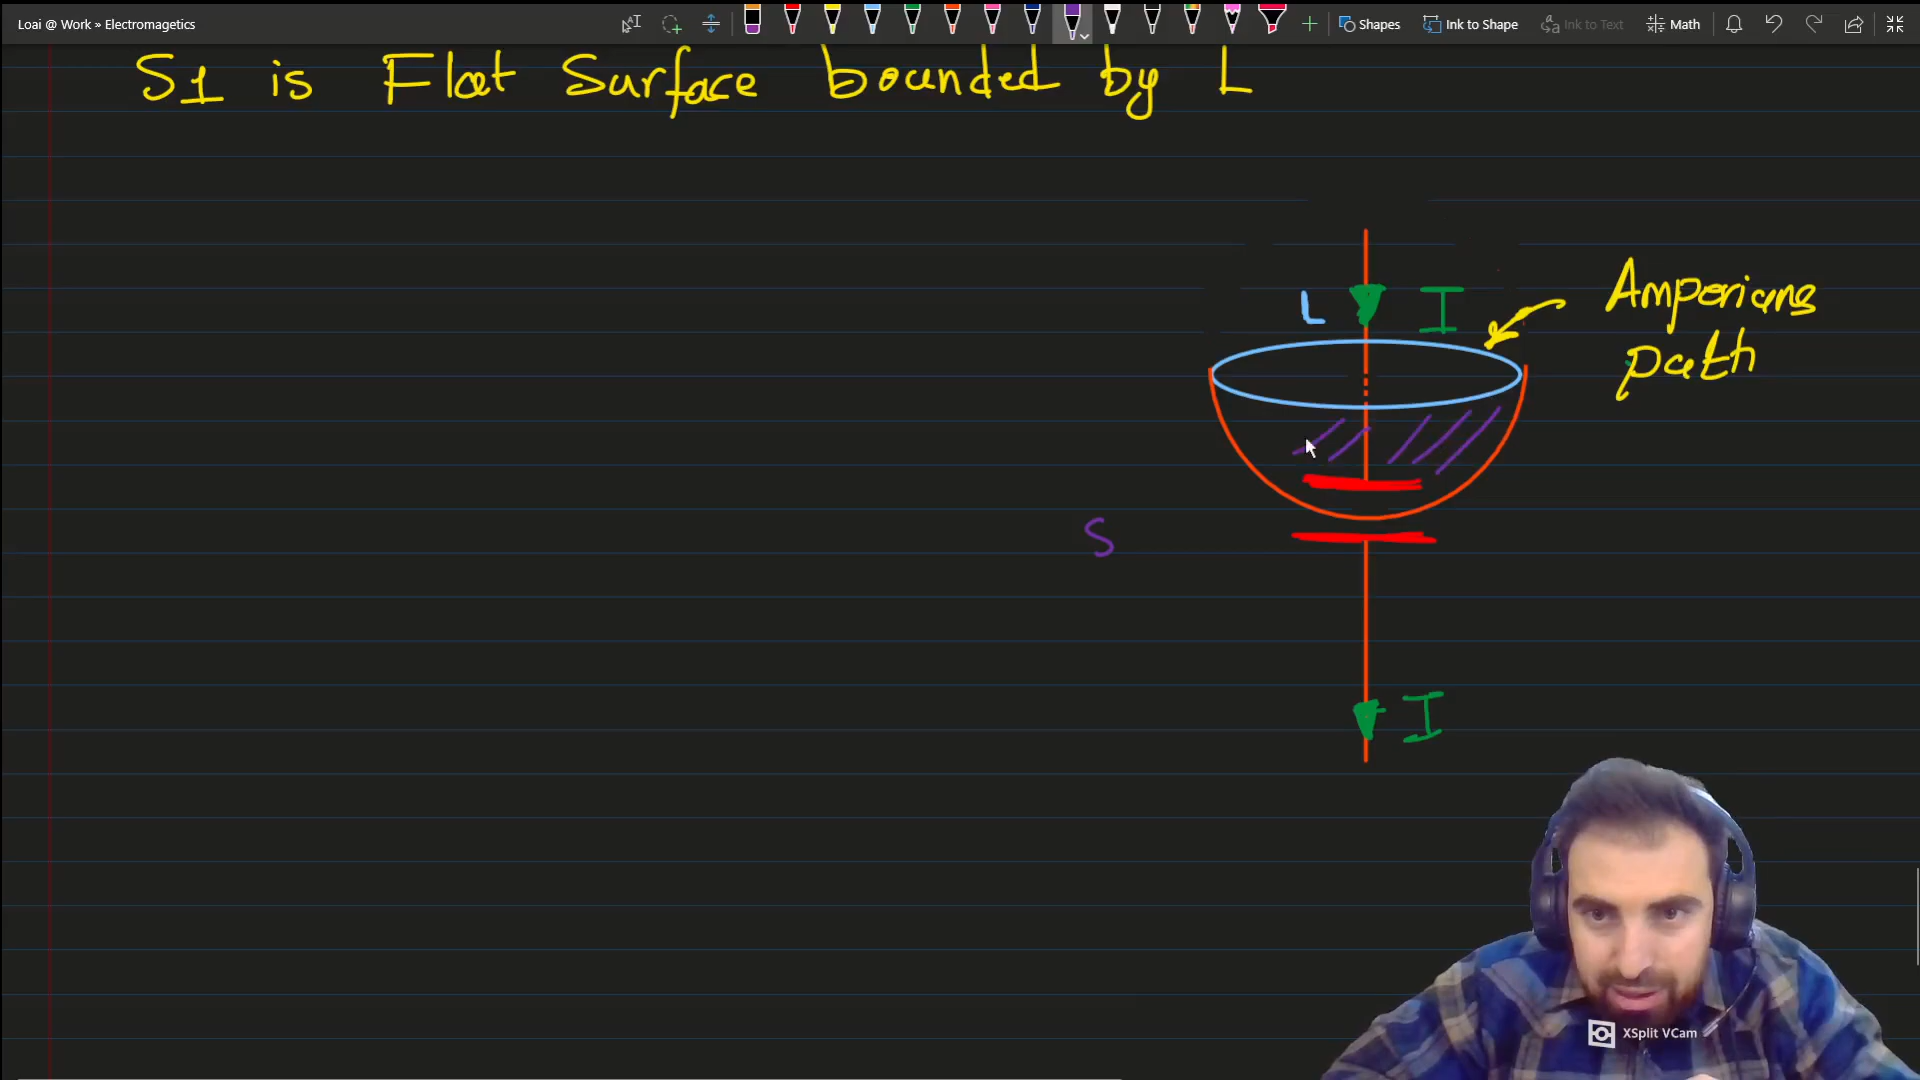 Loai @ Work » Electromagetics
Shapes
Ink to Shape
Ink to Text
Math
S1 is Flat Surface bounded by L
L
I
Amperians
path
S
I
XSplit VCam